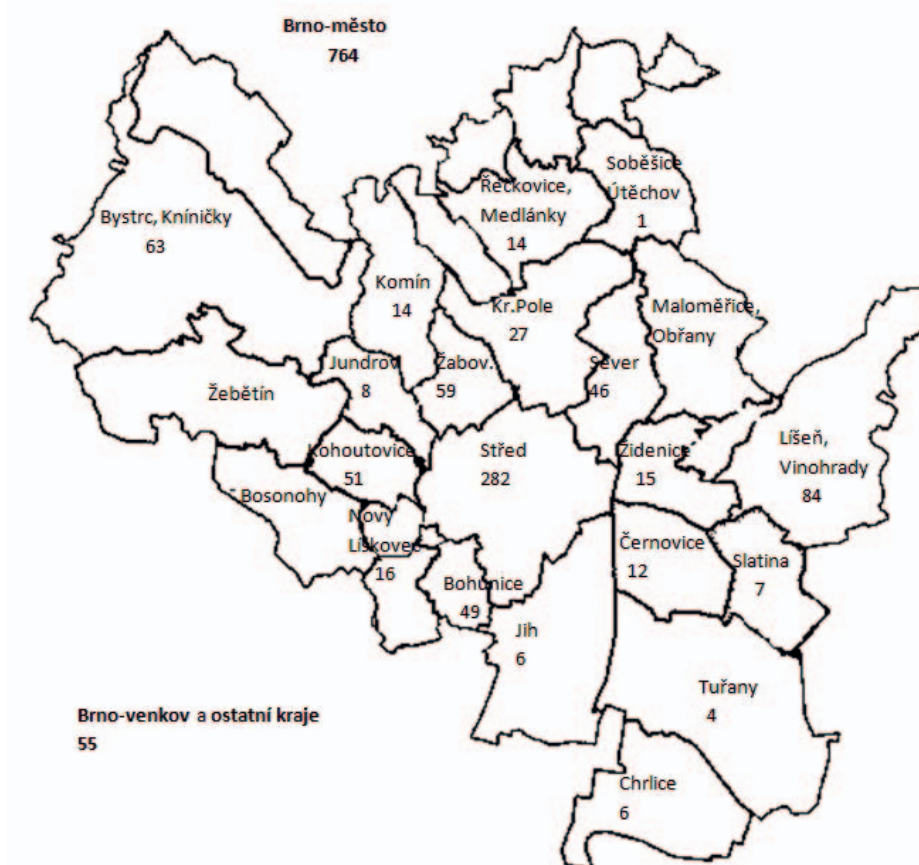 Brno-město
764
Soběšice
Útěchov
1
Řečkovice,
Medlánky
14
Bystrc, Kníničky
63
Komín
14
Kr.Pole
27
Maloměřice,
Obřany
Jundrov
8
Žabov.
59
Sever
46
Žebětín
Líšeň,
Vinohrady
84
Kohoutovice
51
Střed
282
Židenice
15
Bosonohy
Nový
Lískovec
16
Černovice
12
Slatina
7
Bohunice
49
Jih
6
Tuřany
4
Brno-venkov a ostatní kraje
55
Chrlice
6